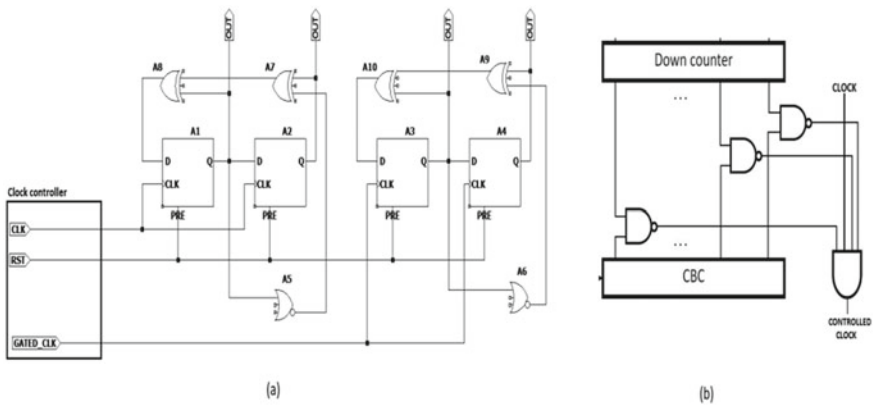 OUT OUT OUT OUT
A8 A7 A10 A9
A1 A2 A3 A4
D Q D Q D Q D Q
CLK CLK CLK CLK
PRE PRE PRE PRE
Clock controller
CLK
RST
A5 A6
GATED_CLK
(a)
Down counter
...
CLOCK
...
CBC
CONTROLLED
CLOCK
(b)